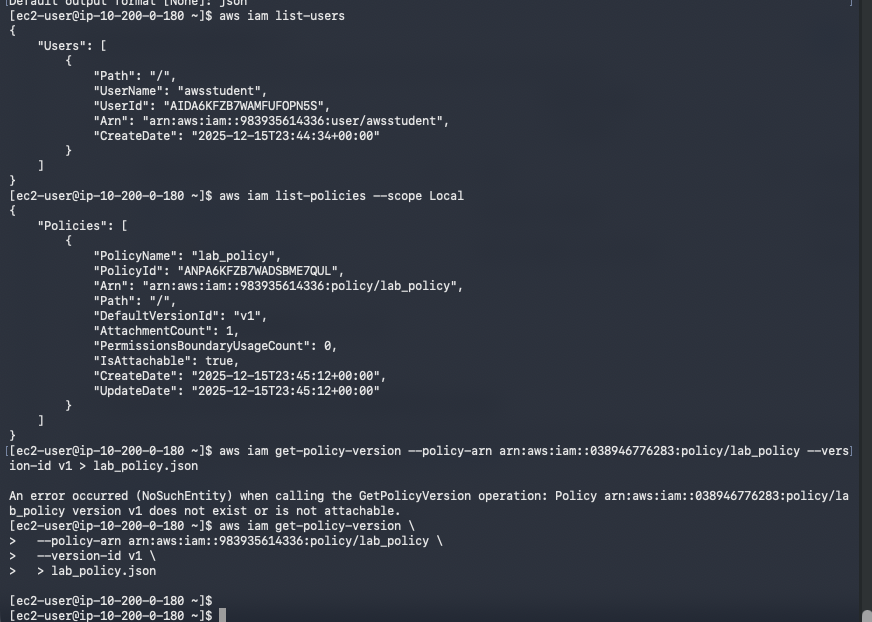 Default output format [None]: json
[ec2-user@ip-10-200-0-180 ~]$ aws iam list-users
{
    "Users": [
        {
            "Path": "/",
            "UserName": "awsstudent",
            "UserId": "AIDA6KFZB7WAMFUFOPN5S",
            "Arn": "arn:aws:iam::983935614336:user/awsstudent",
            "CreateDate": "2025-12-15T23:44:34+00:00"
        }
    ]
}
[ec2-user@ip-10-200-0-180 ~]$ aws iam list-policies --scope Local
{
    "Policies": [
        {
            "PolicyName": "lab_policy",
            "PolicyId": "ANPA6KFZB7WADSBME7QUL",
            "Arn": "arn:aws:iam::983935614336:policy/lab_policy",
            "Path": "/",
            "DefaultVersionId": "v1",
            "AttachmentCount": 1,
            "PermissionsBoundaryUsageCount": 0,
            "IsAttachable": true,
            "CreateDate": "2025-12-15T23:45:12+00:00",
            "UpdateDate": "2025-12-15T23:45:12+00:00"
        }
    ]
}
[[ec2-user@ip-10-200-0-180 ~]$ aws iam get-policy-version --policy-arn arn:aws:iam::038946776283:policy/lab_policy --vers]
ion-id v1 > lab_policy.json

An error occurred (NoSuchEntity) when calling the GetPolicyVersion operation: Policy arn:aws:iam::038946776283:policy/la
b_policy version v1 does not exist or is not attachable.
[ec2-user@ip-10-200-0-180 ~]$ aws iam get-policy-version \
>   --policy-arn arn:aws:iam::983935614336:policy/lab_policy \
>   --version-id v1 \
>   > lab_policy.json

[ec2-user@ip-10-200-0-180 ~]$
[ec2-user@ip-10-200-0-180 ~]$